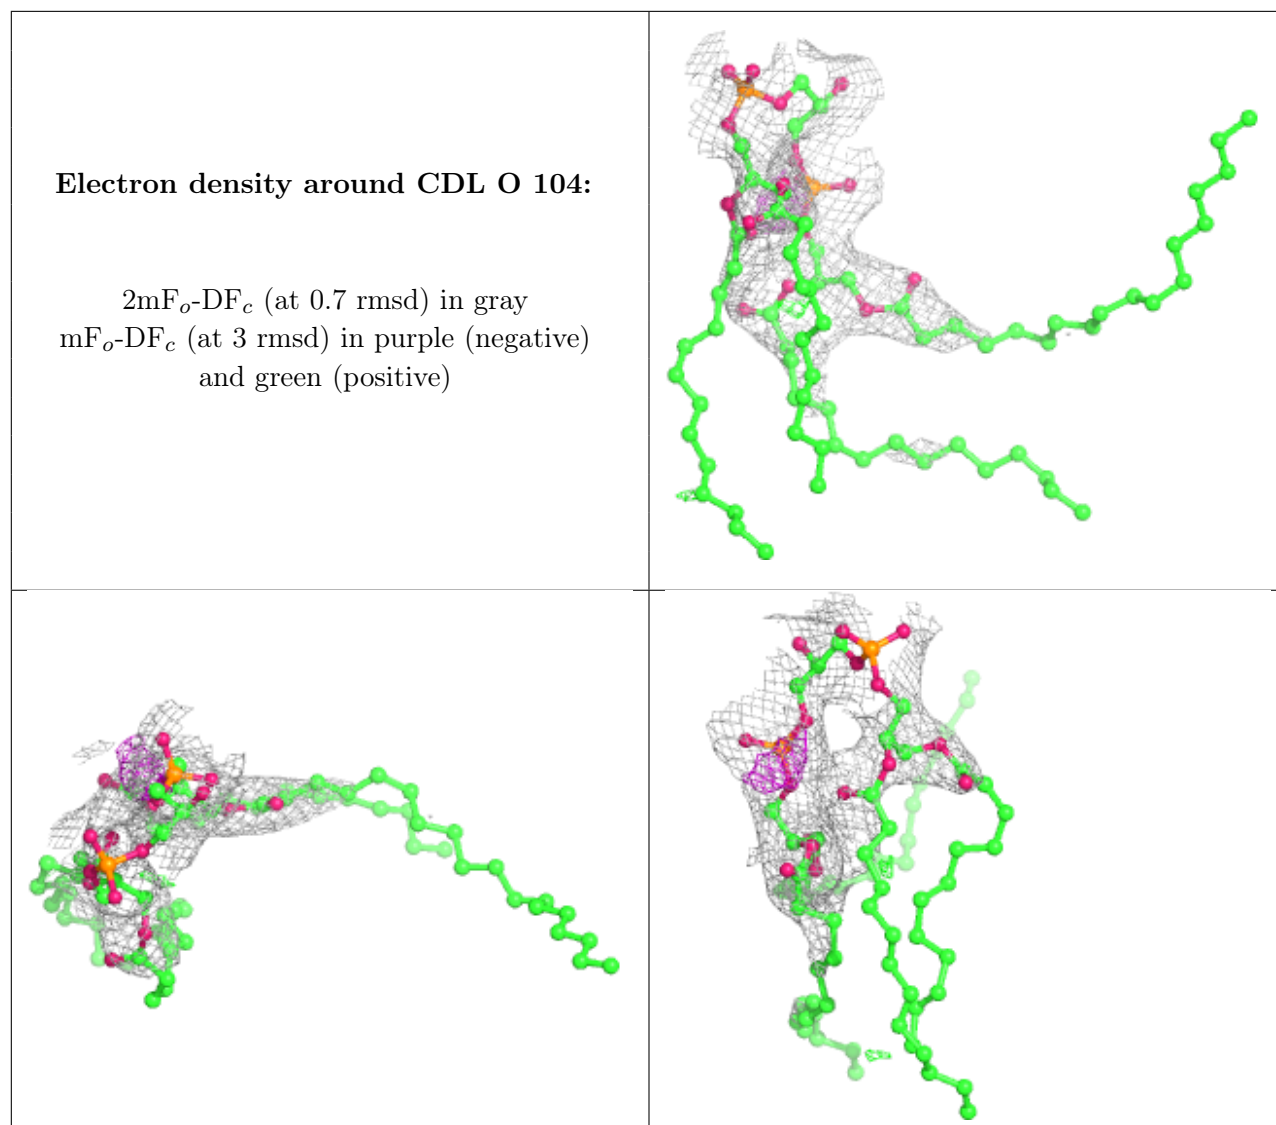 Electron density around CDL O 104:
2mFo-DFc (at 0.7 rmsd) in gray
mFo-DFc (at 3 rmsd) in purple (negative)
and green (positive)